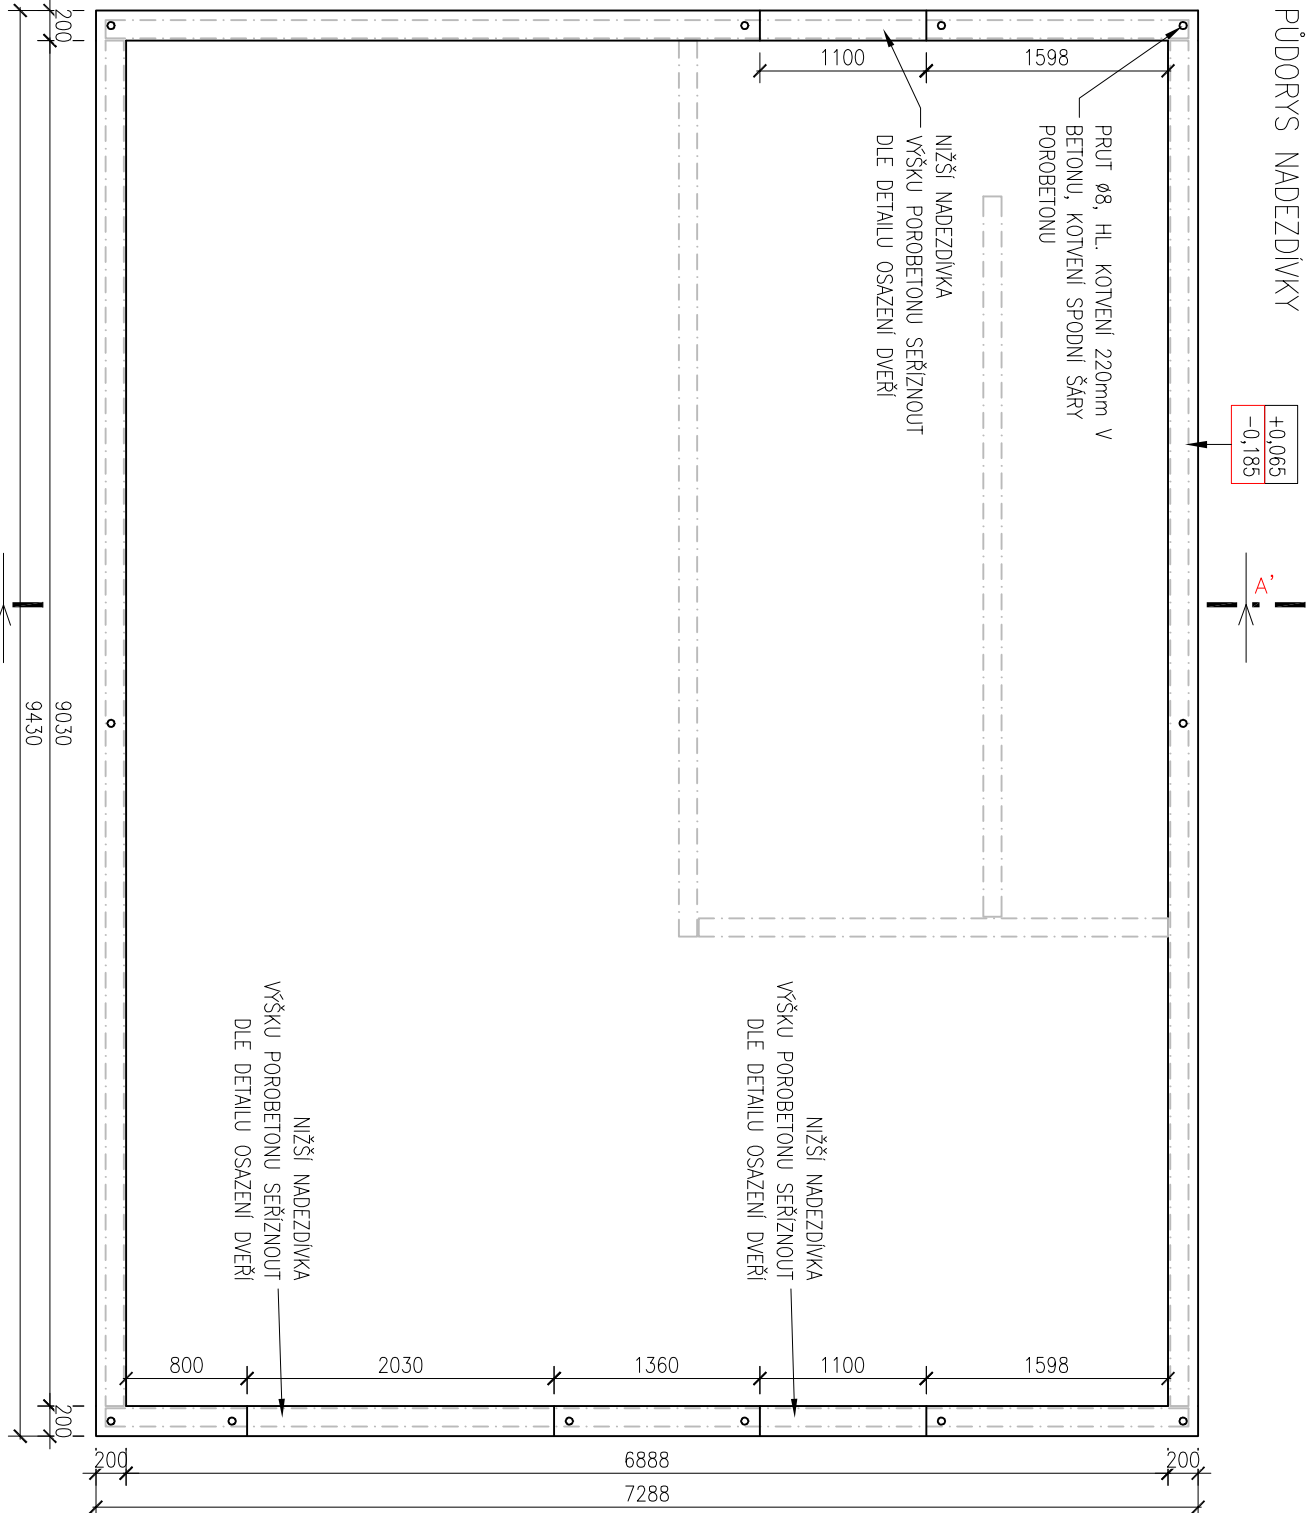 PŮDORYS NADEZDÍVKY
+0,065
-0,185
A'
PRUT ø8, HL. KOTVENÍ 220mm V
BETONU, KOTVENÍ SPODNÍ ŠÁRY
POROBETONU
NIŽŠÍ NADEZDÍVKA
VÝŠKU POROBETONU SEŘÍZNOUT
DLE DETAILU OSAZENÍ DVEŘÍ
1100
1598
NIŽŠÍ NADEZDÍVKA
VÝŠKU POROBETONU SEŘÍZNOUT
DLE DETAILU OSAZENÍ DVEŘÍ
NIŽŠÍ NADEZDÍVKA
VÝŠKU POROBETONU SEŘÍZNOUT
DLE DETAILU OSAZENÍ DVEŘÍ
800
2030
1360
1100
1598
200
6888
200
7288
200
9030
200
9430